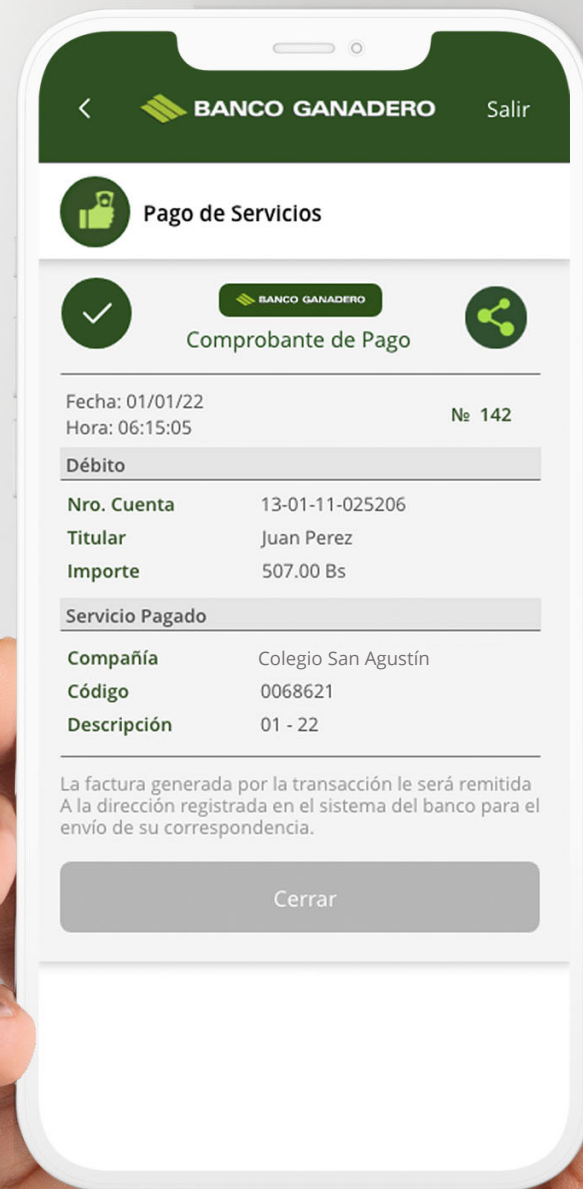 BANCO GANADERO Salir
Pago de Servicios
BANCO GANADERO
Comprobante de Pago
Fecha: 01/01/22
Hora: 06:15:05
№ 142
Débito
Nro. Cuenta 13-01-11-025206
Titular Juan Perez
Importe 507.00 Bs
Servicio Pagado
Compañía Colegio San Agustín
Código 0068621
Descripción 01 - 22
La factura generada por la transacción le será remitida
A la dirección registrada en el sistema del banco para el
envío de su correspondencia.
Cerrar